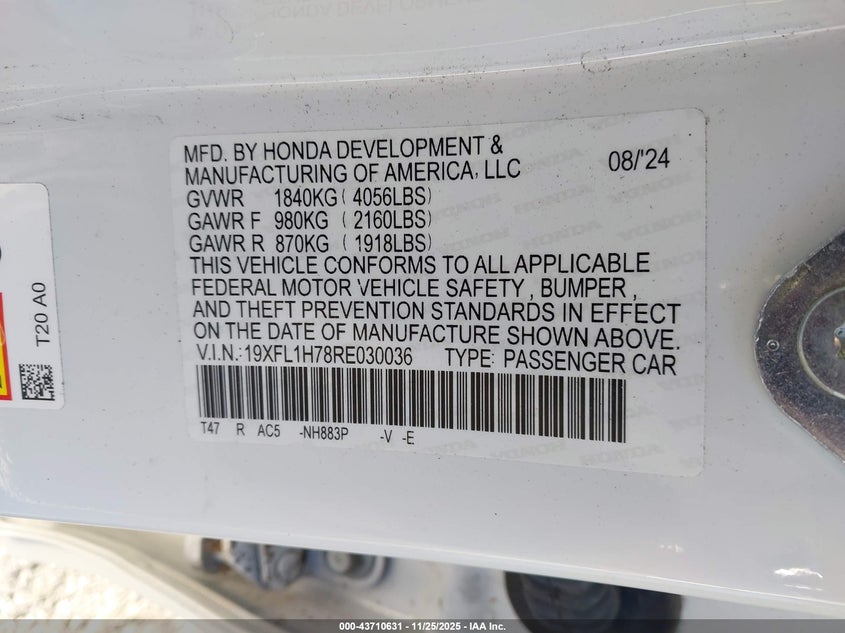 MFD. BY HONDA DEVELOPMENT &
MANUFACTURING OF AMERICA, LLC 08/'24
GVWR 1840KG ( 4056LBS )
GAWR F 980KG ( 2160LBS )
GAWR R 870KG ( 1918LBS )
THIS VEHICLE CONFORMS TO ALL APPLICABLE
FEDERAL MOTOR VEHICLE SAFETY , BUMPER ,
AND THEFT PREVENTION STANDARDS IN EFFECT
ON THE DATE OF MANUFACTURE SHOWN ABOVE.
V.I.N.: 19XFL1H78RE030036 TYPE: PASSENGER CAR
T47 R AC5 -NH883P -V -E
T20 A0
000-43710631 | 11/25/2025 - IAA Inc.